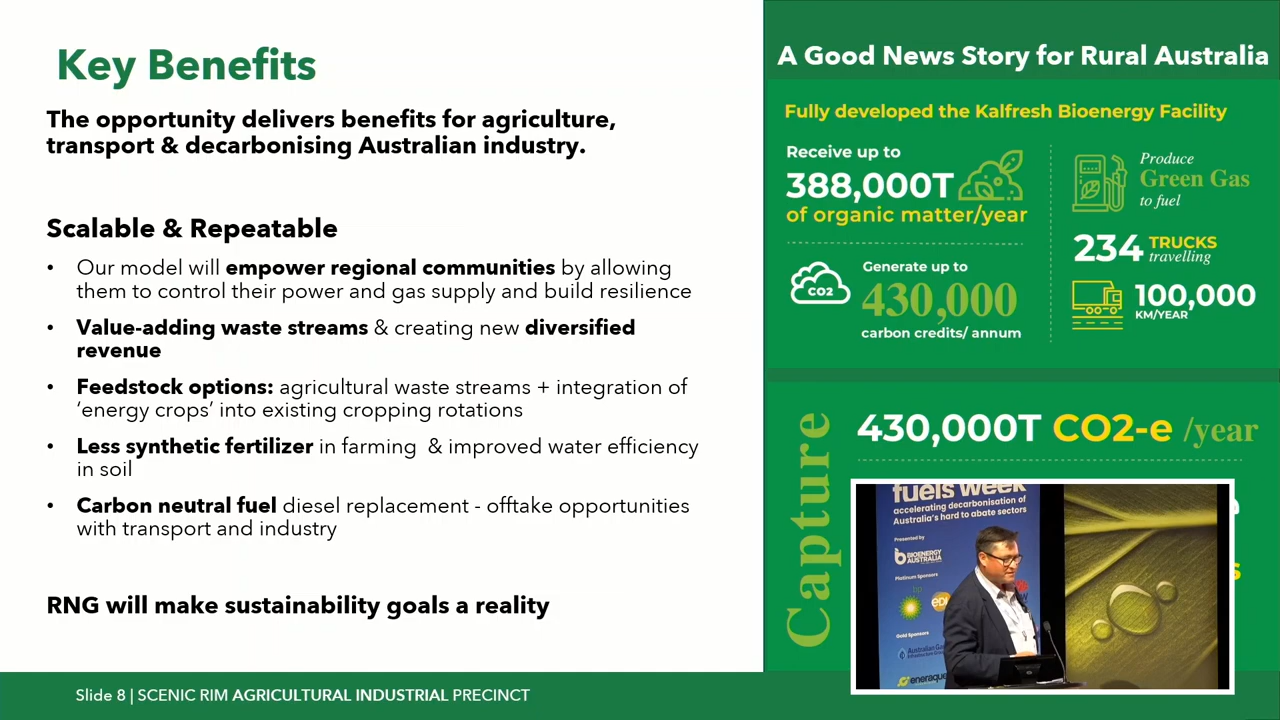 Key Benefits
The opportunity delivers benefits for agriculture,
transport & decarbonising Australian industry.
Scalable & Repeatable
• Our model will empower regional communities by allowing
them to control their power and gas supply and build resilience
• Value-adding waste streams & creating new diversified
revenue
• Feedstock options: agricultural waste streams + integration of
‘energy crops’ into existing cropping rotations
• Less synthetic fertilizer in farming & improved water efficiency
in soil
• Carbon neutral fuel diesel replacement - offtake opportunities
with transport and industry
RNG will make sustainability goals a reality
Slide 8 | SCENIC RIM AGRICULTURAL INDUSTRIAL PRECINCT
A Good News Story for Rural Australia
Fully developed the Kalfresh Bioenergy Facility
Receive up to
388,000T
of organic matter/year
CO2
Generate up to
430,000
carbon credits/ annum
Produce
Green Gas
to fuel
234 TRUCKS
travelling
100,000
KM/YEAR
Capture
430,000T CO2-e /year
fuels week
accelerating decarbonisation of
Australia's hard to abate sectors
Presented by
BIOENERGY
AUSTRALIA
Platinum Sponsors
bp
Gold Sponsors
Australian Gas
Infrastructure Group